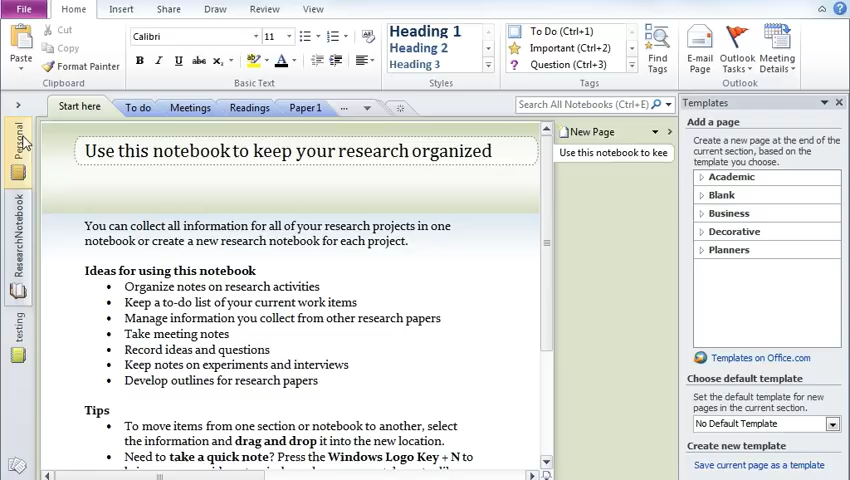 File Home Insert Share Draw Review View
Paste
Cut
Copy
Format Painter
Clipboard
Calibri 11
B I U abc
Basic Text
Heading 1
Heading 2
Heading 3
Styles
To Do (Ctrl+1)
Important (Ctrl+2)
Question (Ctrl+3)
Tags
Find Tags
E-mail Page
Outlook Tasks
Meeting Details
Outlook
Start here To do Meetings Readings Paper 1 ...
Search All Notebooks (Ctrl+E)
Personal
ResearchNotebook
testing
Use this notebook to keep your research organized
You can collect all information for all of your research projects in one
notebook or create a new research notebook for each project.
Ideas for using this notebook
• Organize notes on research activities
• Keep a to-do list of your current work items
• Manage information you collect from other research papers
• Take meeting notes
• Record ideas and questions
• Keep notes on experiments and interviews
• Develop outlines for research papers
Tips
• To move items from one section or notebook to another, select
the information and drag and drop it into the new location.
• Need to take a quick note? Press the Windows Logo Key + N to
New Page
Use this notebook to kee
Templates
Add a page
Create a new page at the end of the
current section, based on the
template you choose.
Academic
Blank
Business
Decorative
Planners
Templates on Office.com
Choose default template
Set the default template for new
pages in the current section.
No Default Template
Create new template
Save current page as a template